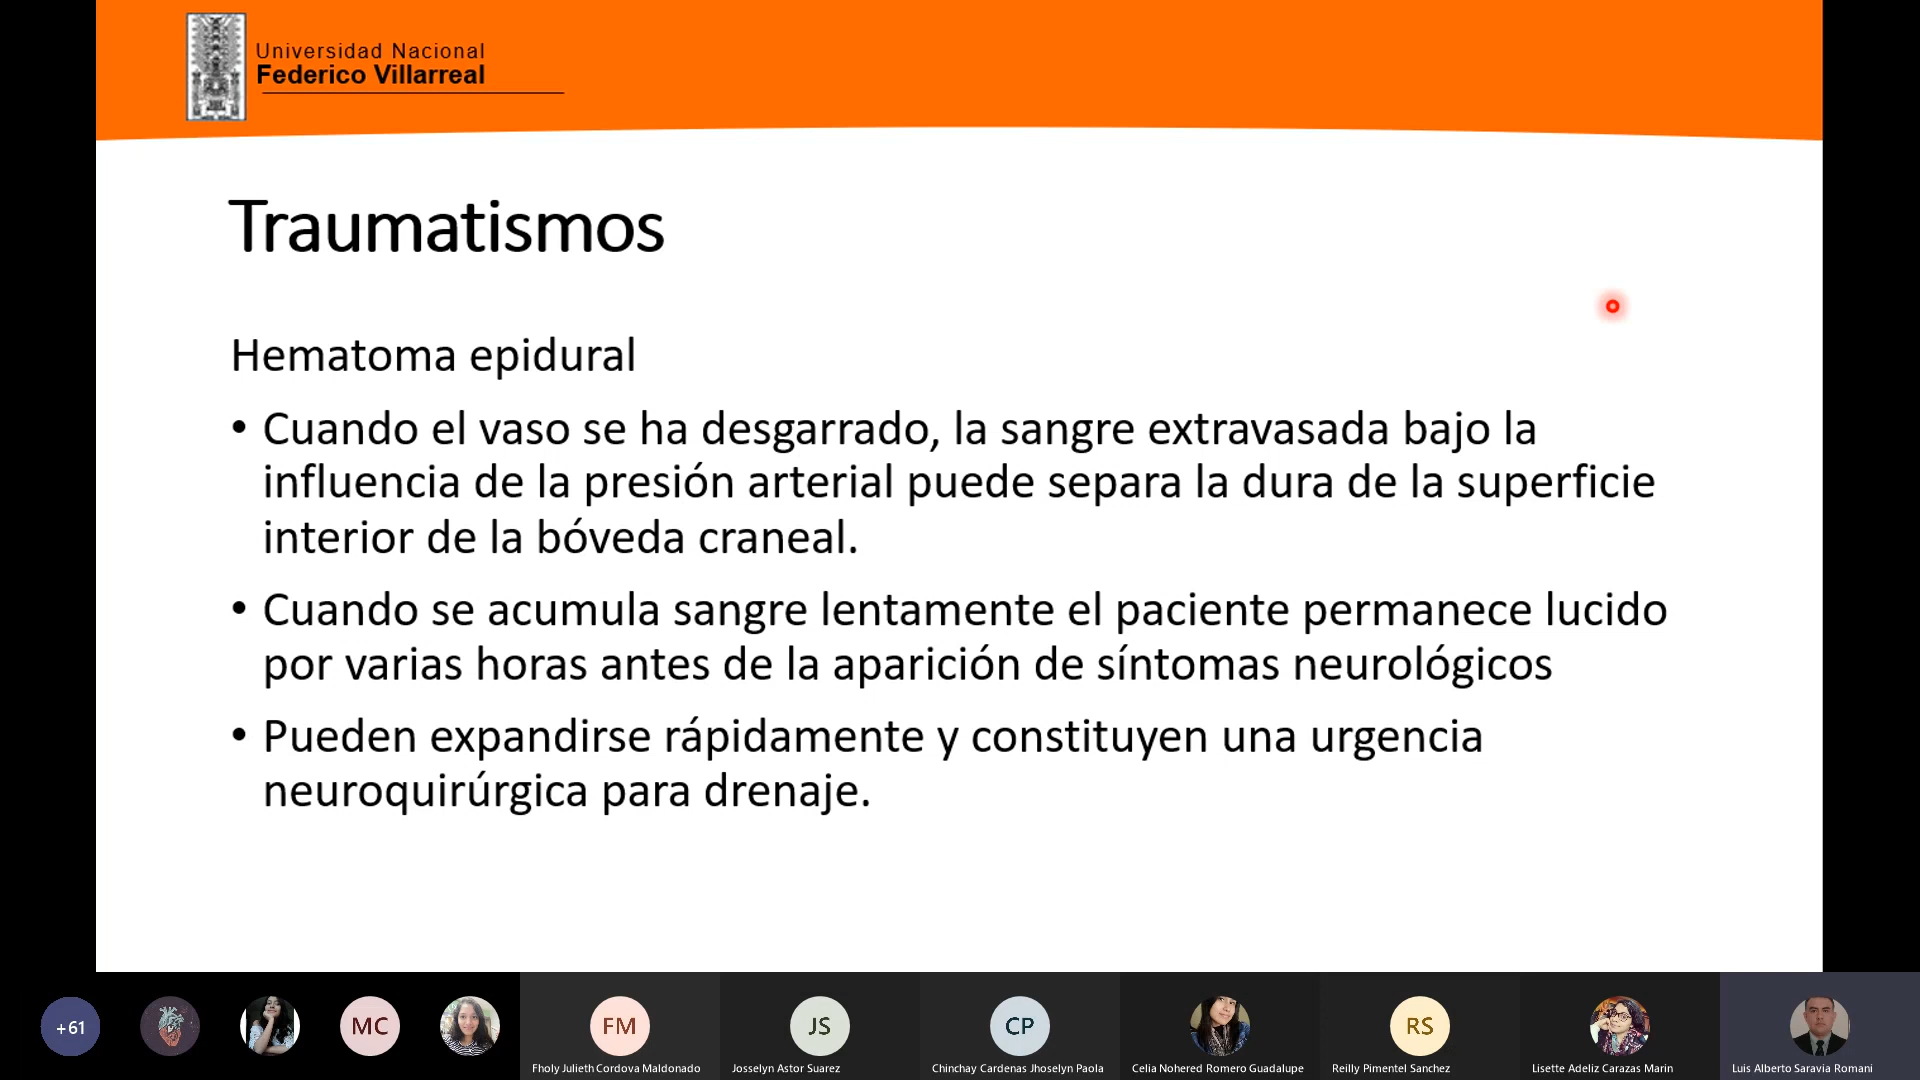 Universidad Nacional
Federico Villarreal
Traumatismos
Hematoma epidural
• Cuando el vaso se ha desgarrado, la sangre extravasada bajo la
influencia de la presión arterial puede separa la dura de la superficie
interior de la bóveda craneal.
• Cuando se acumula sangre lentamente el paciente permanece lucido
por varias horas antes de la aparición de síntomas neurológicos
• Pueden expandirse rápidamente y constituyen una urgencia
neuroquirúrgica para drenaje.
+61
MC
FM
JS
CP
RS
Fholy Julieth Cordova Maldonado
Josselyn Astor Suarez
Chinchay Cardenas Jhoselyn Paola
Celia Nohered Romero Guadalupe
Reilly Pimentel Sanchez
Lisette Adeliz Carazas Marin
Luis Alberto Saravia Romani